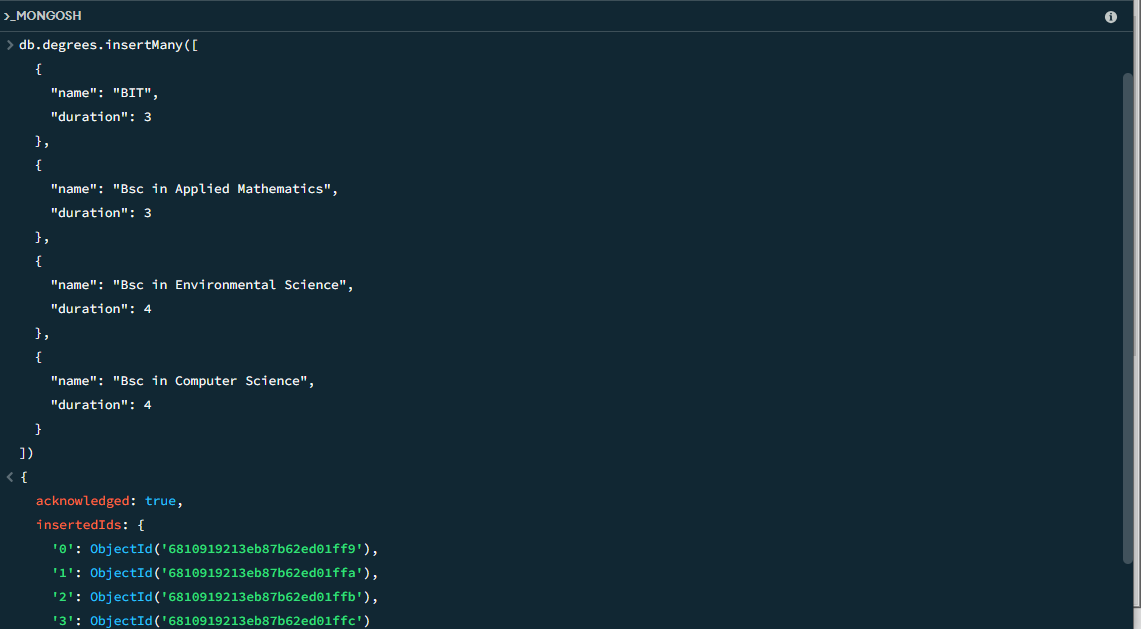 >_MONGOSH
> db.degrees.insertMany([
{
"name": "BIT",
"duration": 3
},
{
"name": "Bsc in Applied Mathematics",
"duration": 3
},
{
"name": "Bsc in Environmental Science",
"duration": 4
},
{
"name": "Bsc in Computer Science",
"duration": 4
}
])
< {
acknowledged: true,
insertedIds: {
'0': ObjectId('6810919213eb87b62ed01ff9'),
'1': ObjectId('6810919213eb87b62ed01ffa'),
'2': ObjectId('6810919213eb87b62ed01ffb'),
'3': ObjectId('6810919213eb87b62ed01ffc')